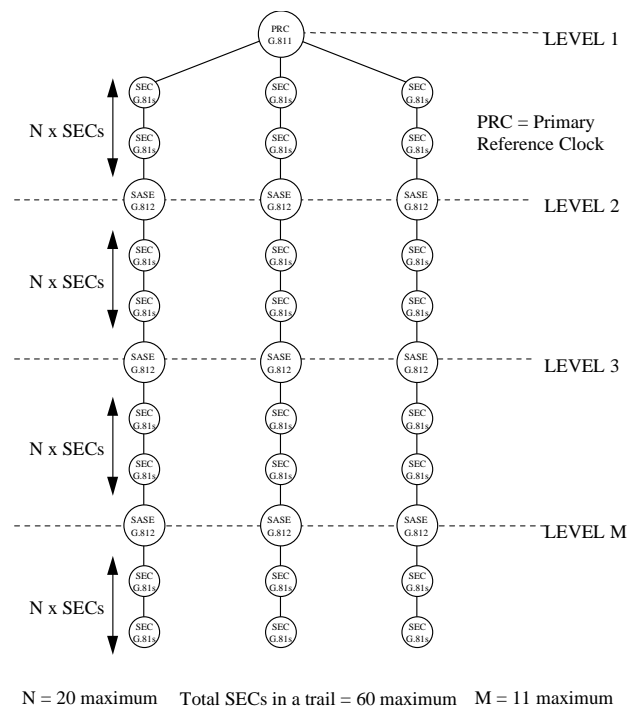 PRC
G.811
LEVEL 1
SEC
G.81s
SEC
G.81s
SEC
G.81s
N x SECs
PRC = Primary
Reference Clock
SEC
G.81s
SEC
G.81s
SEC
G.81s
SASE
G.812
SASE
G.812
SASE
G.812
LEVEL 2
SEC
G.81s
SEC
G.81s
SEC
G.81s
N x SECs
SEC
G.81s
SEC
G.81s
SEC
G.81s
SASE
G.812
SASE
G.812
SASE
G.812
LEVEL 3
SEC
G.81s
SEC
G.81s
SEC
G.81s
N x SECs
SEC
G.81s
SEC
G.81s
SEC
G.81s
SASE
G.812
SASE
G.812
SASE
G.812
LEVEL M
SEC
G.81s
SEC
G.81s
SEC
G.81s
N x SECs
SEC
G.81s
SEC
G.81s
SEC
G.81s
N = 20 maximum Total SECs in a trail = 60 maximum M = 11 maximum